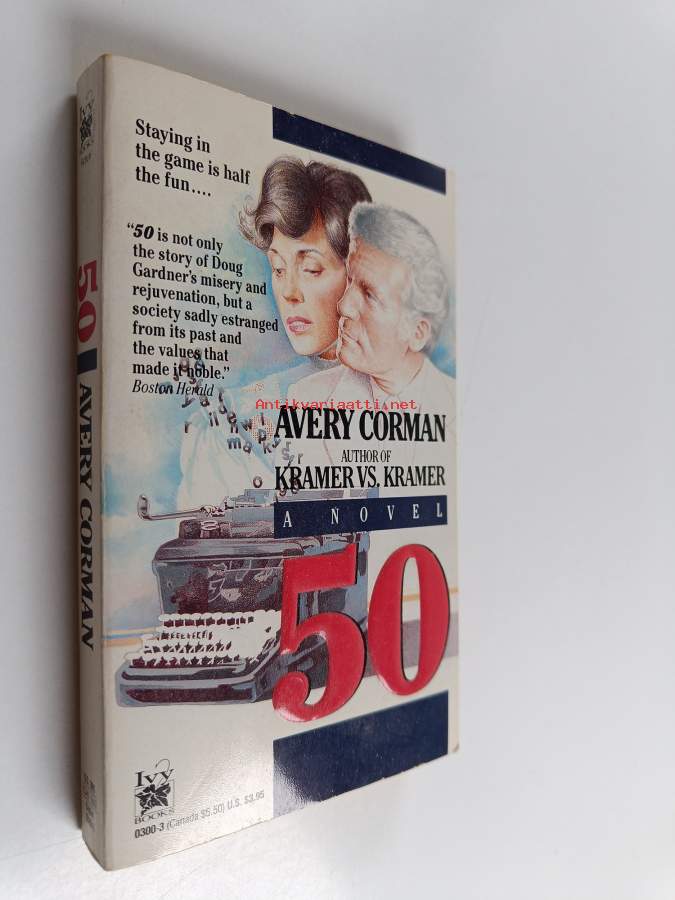 Staying in
the game is half
the fun....
"50 is not only
the story of Doug
Gardner's misery and
rejuvenation, but a
society sadly estranged
from its past and
the values that
made it noble."
Boston Herald
Antikvariaatti.net
AVERY CORMAN
AUTHOR OF
KRAMER VS. KRAMER
A NOVEL
50
Ivy
BOOKS
0300-3 (Canada $5.50) U.S. $3.95
Ivy
BOOKS
50
AVERY CORMAN